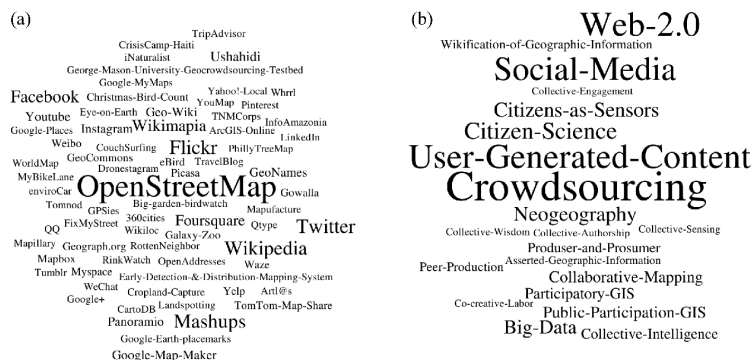 (a)
TripAdvisor
CrisisCamp-Haiti
iNaturalist Ushahidi
George-Mason-University-Geocrowdsourcing-Testbed
Google-MyMaps
Facebook Christmas-Bird-Count Yahoo!-Local Whrrl
YouMap Pinterest
Youtube Eye-on-Earth Geo-Wiki TNMCorps
Google-Places Instagram Wikimapia ArcGIS-Online InfoAmazonia
Weibo CouchSurfing Flickr PhillyTreeMap LinkedIn
WorldMap GeoCommons eBird TravelBlog
MyBikeLane Dronestagram Picasa GeoNames
enviroCar OpenStreetMap Gowalla
Tomnod GPSies Big-garden-birdwatch Mapufacture
QQ FixMyStreet 360cities Foursquare Qtype Twitter
Wikiloc Galaxy-Zoo
Mapillary Geograph.org RottenNeighbor Wikipedia
Mapbox RinkWatch OpenAddresses Waze
Tumblr Myspace Early-Detection-&-Distribution-Mapping-System
WeChat Cropland-Capture Yelp Artl@s
Google+ CartoDB Landspotting TomTom-Map-Share
Panoramio Mashups
Google-Earth-placemarks
Google-Map-Maker
(b)
Web-2.0
Wikification-of-Geographic-Information
Social-Media
Collective-Engagement
Citizens-as-Sensors
Citizen-Science
User-Generated-Content
Crowdsourcing
Neogeography
Collective-Wisdom Collective-Authorship Collective-Sensing
Produser-and-Prosumer
Asserted-Geographic-Information
Peer-Production
Collaborative-Mapping
Participatory-GIS
Co-creative-Labor
Public-Participation-GIS
Big-Data Collective-Intelligence